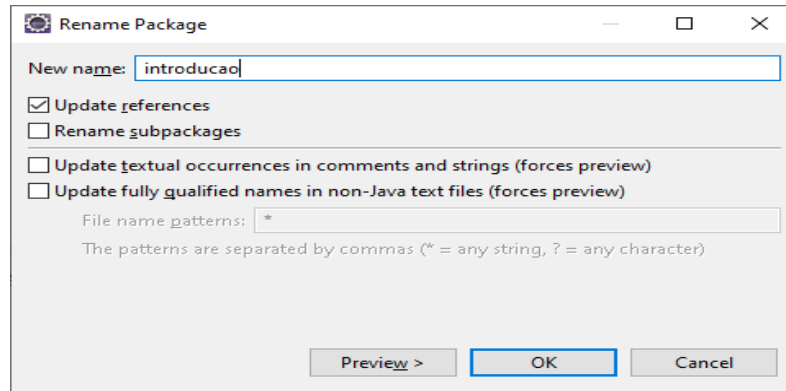 Rename Package
New name: introducao
Update references
Rename subpackages
Update textual occurrences in comments and strings (forces preview)
Update fully qualified names in non-Java text files (forces preview)
File name patterns: *
The patterns are separated by commas (* = any string, ? = any character)
Preview > OK Cancel